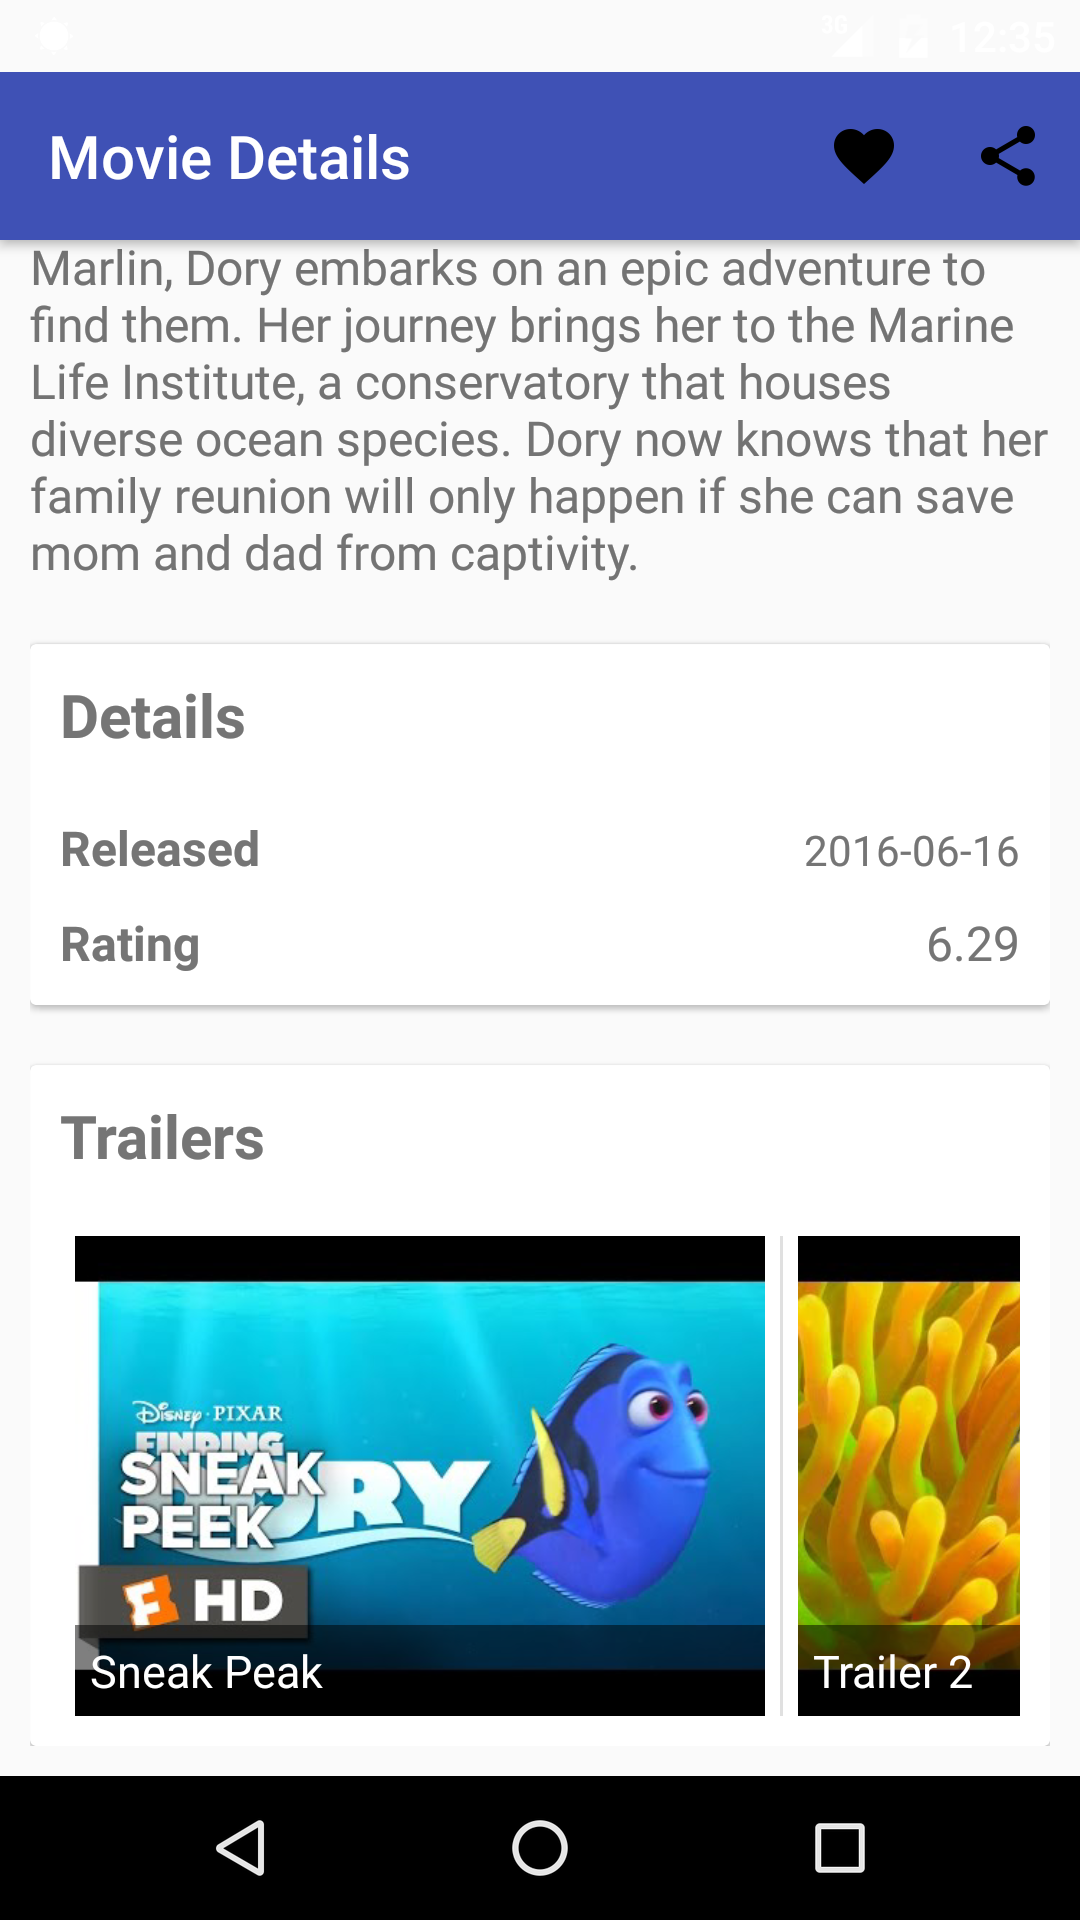 3G 12:35
Movie Details
Marlin, Dory embarks on an epic adventure to
find them. Her journey brings her to the Marine
Life Institute, a conservatory that houses
diverse ocean species. Dory now knows that her
family reunion will only happen if she can save
mom and dad from captivity.
Details
Released 2016-06-16
Rating 6.29
Trailers
Disney·PIXAR
FINDING
SNEAK
PEEK
F HD
Sneak Peak
Trailer 2